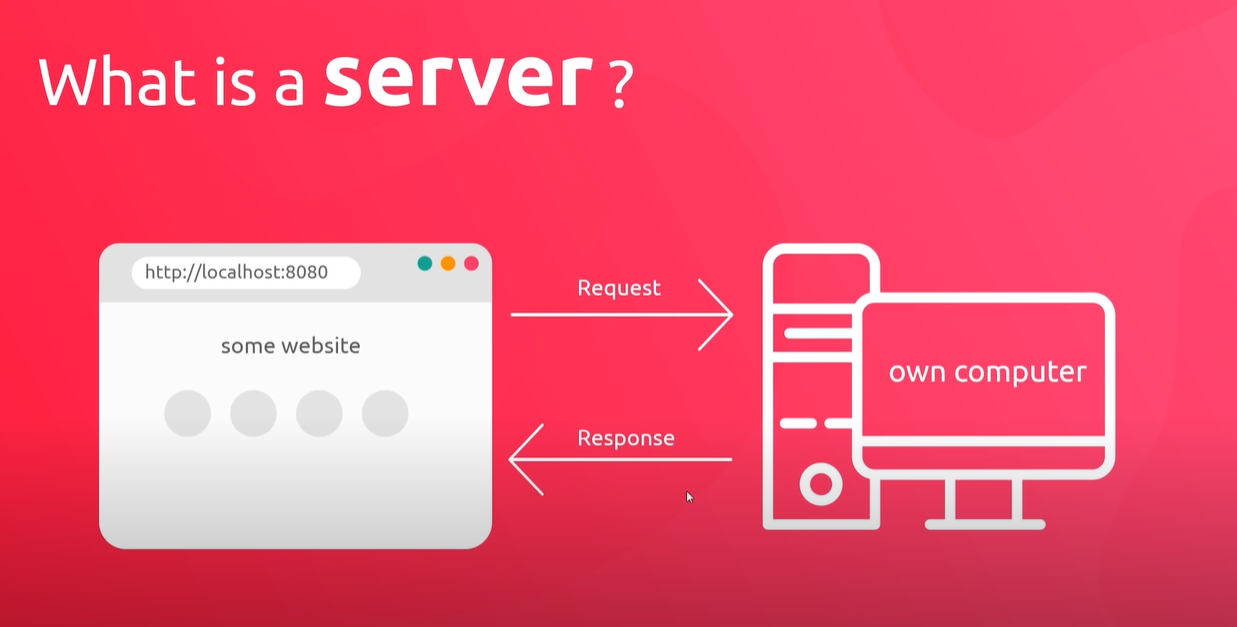 What is a server ?
http://localhost:8080
some website
Request
Response
own computer